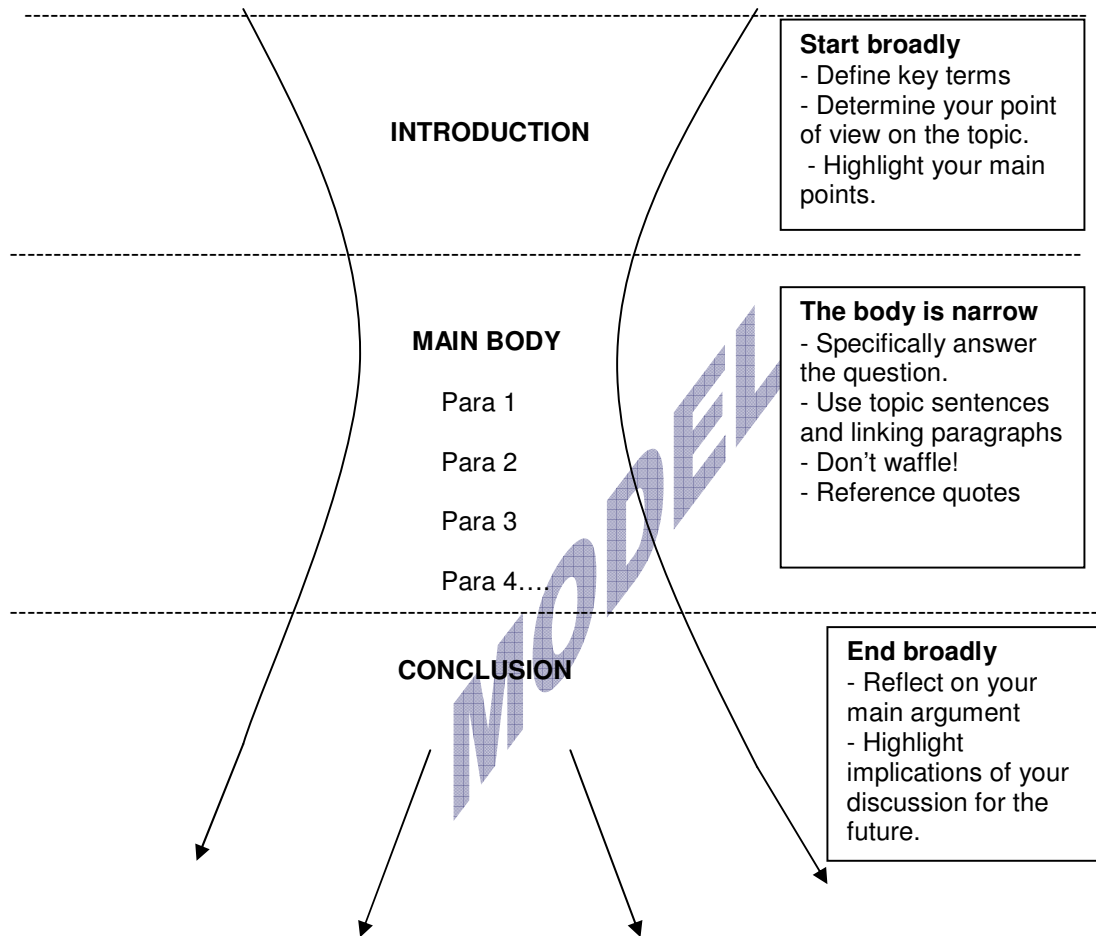 Start broadly
- Define key terms
- Determine your point
of view on the topic.
- Highlight your main
points.
INTRODUCTION
The body is narrow
- Specifically answer
the question.
- Use topic sentences
and linking paragraphs
- Don't waffle!
- Reference quotes
MAIN BODY
Para 1
Para 2
Para 3
Para 4….
MODEL
End broadly
- Reflect on your
main argument
- Highlight
implications of your
discussion for the
future.
CONCLUSION